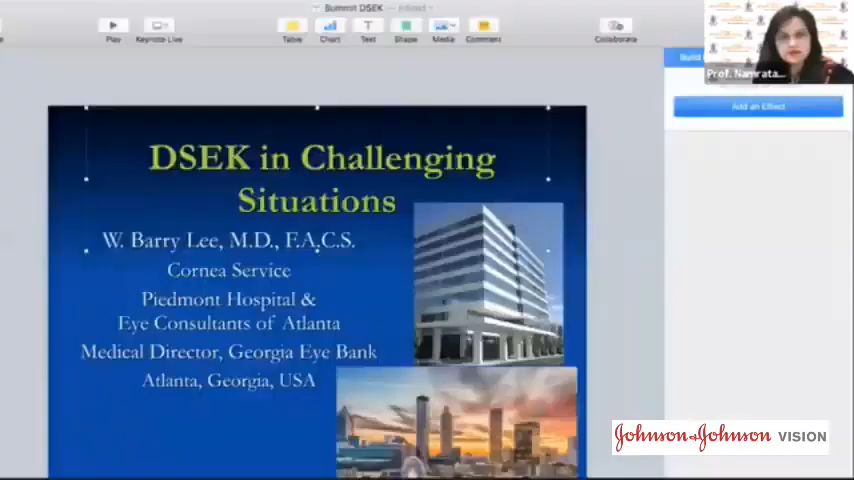 Summit DSEK — Edited
Play
Keynote Live
Table
Chart
Text
Shape
Media
Comment
Collaborate
Prof. Namrata...
Build
Add an Effect
DSEK in Challenging
Situations
W. Barry Lee, M.D., F.A.C.S.
Cornea Service
Piedmont Hospital &
Eye Consultants of Atlanta
Medical Director, Georgia Eye Bank
Atlanta, Georgia, USA
Johnson & Johnson VISION